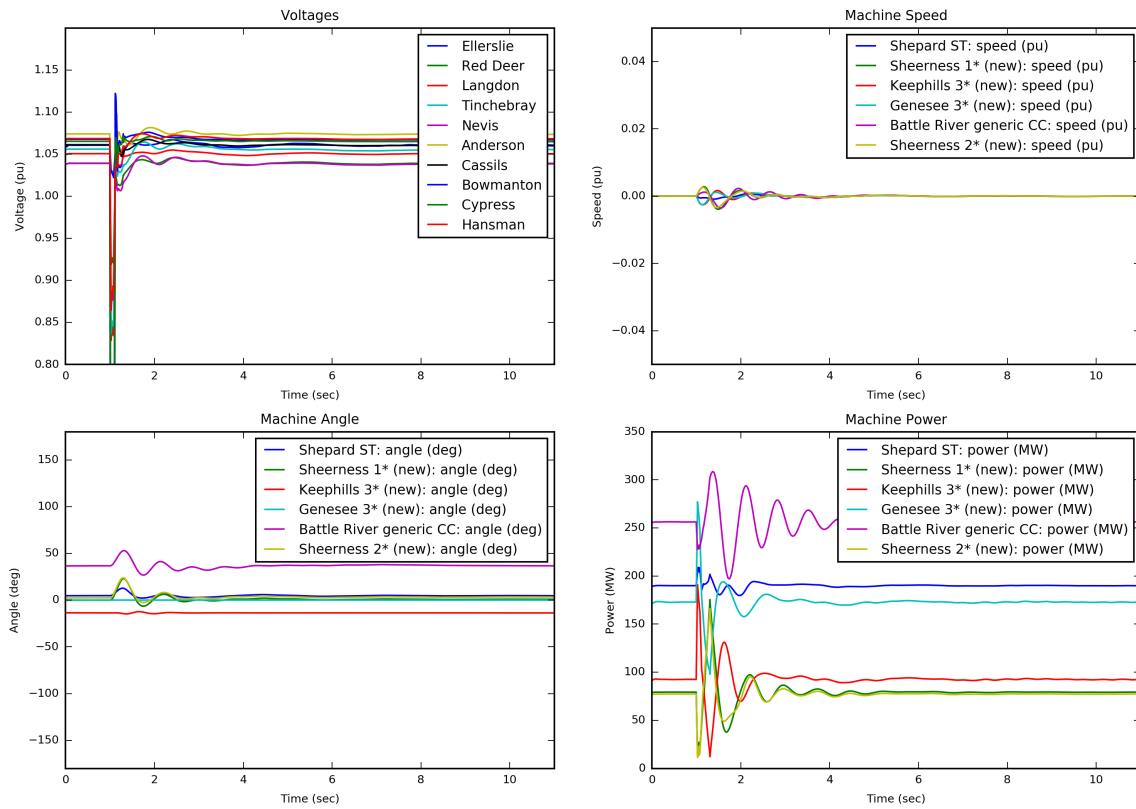 Voltages
1.15
1.10
1.05
1.00
0.95
0.90
0.85
0.80
Voltage (pu)
0 2 4 6 8 10
Time (sec)
Ellerslie
Red Deer
Langdon
Tinchebray
Nevis
Anderson
Cassils
Bowmanton
Cypress
Hansman
Machine Speed
0.04
0.02
0.00
−0.02
−0.04
Speed (pu)
0 2 4 6 8 10
Time (sec)
Shepard ST: speed (pu)
Sheerness 1* (new): speed (pu)
Keephills 3* (new): speed (pu)
Genesee 3* (new): speed (pu)
Battle River generic CC: speed (pu)
Sheerness 2* (new): speed (pu)
Machine Angle
150
100
50
0
−50
−100
−150
Angle (deg)
0 2 4 6 8 10
Time (sec)
Shepard ST: angle (deg)
Sheerness 1* (new): angle (deg)
Keephills 3* (new): angle (deg)
Genesee 3* (new): angle (deg)
Battle River generic CC: angle (deg)
Sheerness 2* (new): angle (deg)
Machine Power
350
300
250
200
150
100
50
0
Power (MW)
0 2 4 6 8 10
Time (sec)
Shepard ST: power (MW)
Sheerness 1* (new): power (MW)
Keephills 3* (new): power (MW)
Genesee 3* (new): power (MW)
Battle River generic CC: power (MW)
Sheerness 2* (new): power (MW)